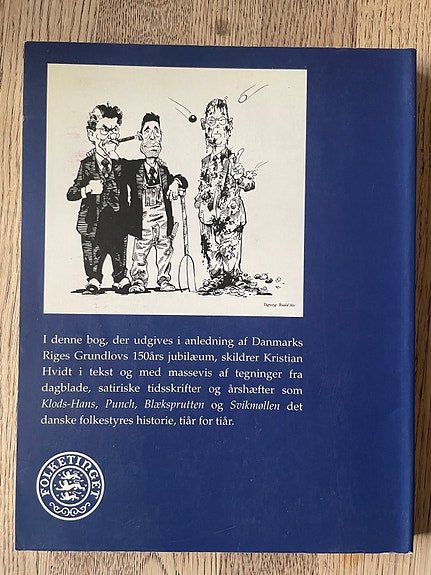 Tegning: Roald Als
I denne bog, der udgives i anledning af Danmarks
Riges Grundlovs 150års jubilæum, skildrer Kristian
Hvidt i tekst og med massevis af tegninger fra
dagblade, satiriske tidsskrifter og årshæfter som
Klods-Hans, Punch, Blæksprutten og Svikmøllen det
danske folkestyres historie, tiår for tiår.
FOLKETINGET